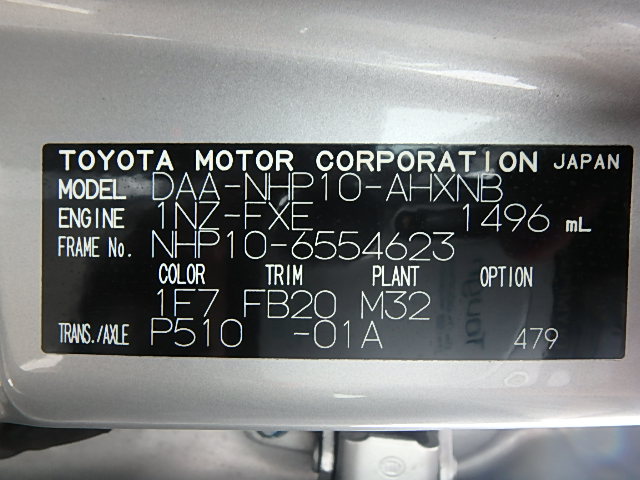 TOYOTA MOTOR CORPORATION JAPAN
MODEL DAA-NHP10-AHXNB
ENGINE 1NZ-FXE 1496 mL
FRAME No. NHP10-6554623
COLOR TRIM PLANT OPTION
1F7 FB20 M32
TRANS./AXLE P510 -01A 479